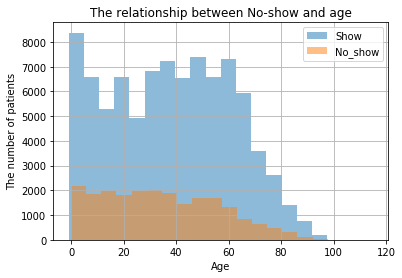 The relationship between No-show and age
Show
No_show
The number of patients
8000
7000
6000
5000
4000
3000
2000
1000
0
0 20 40 60 80 100 120
Age